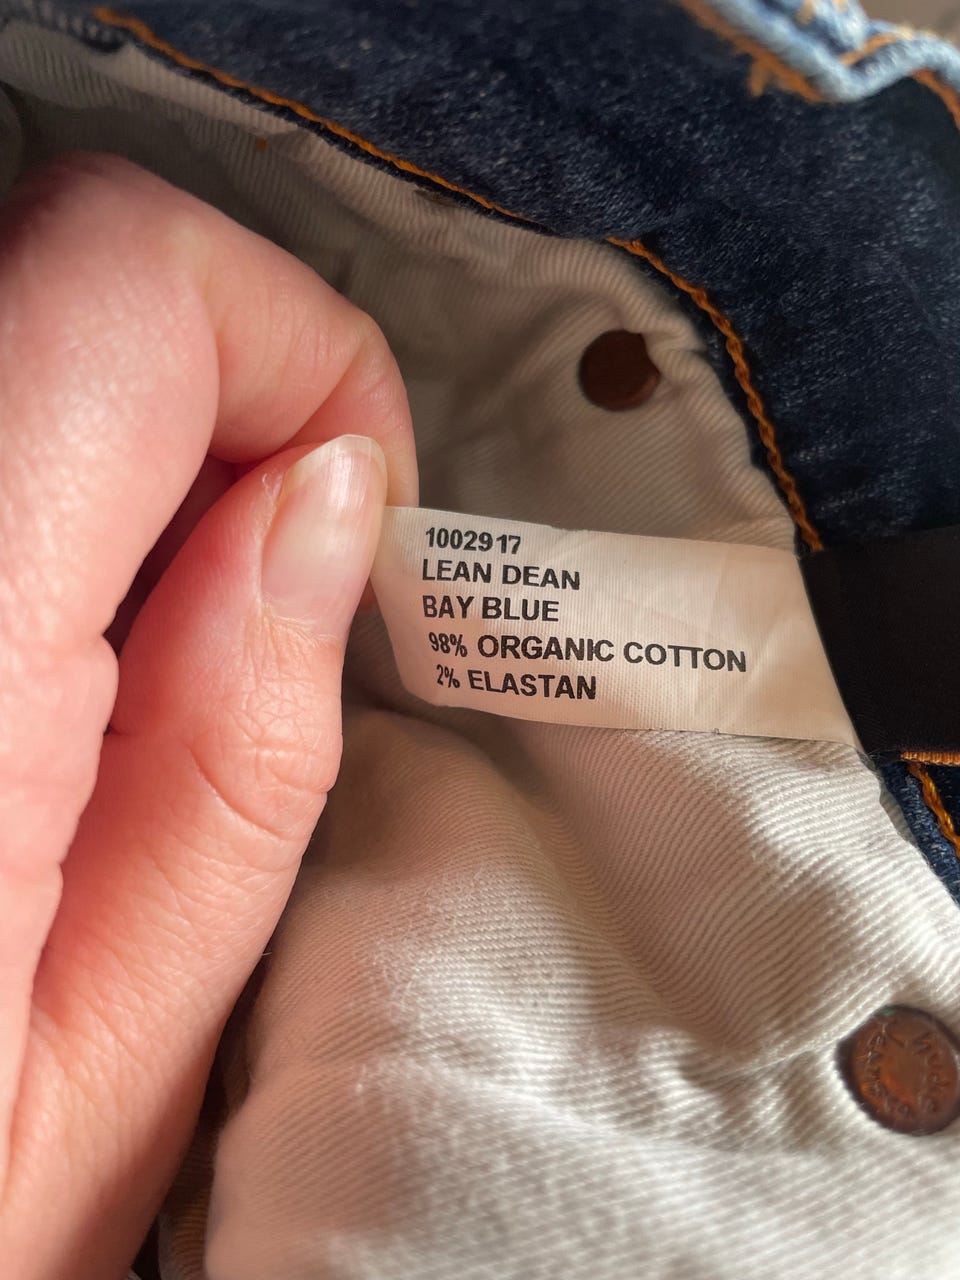 1002917
LEAN DEAN
BAY BLUE
98% ORGANIC COTTON
2% ELASTAN